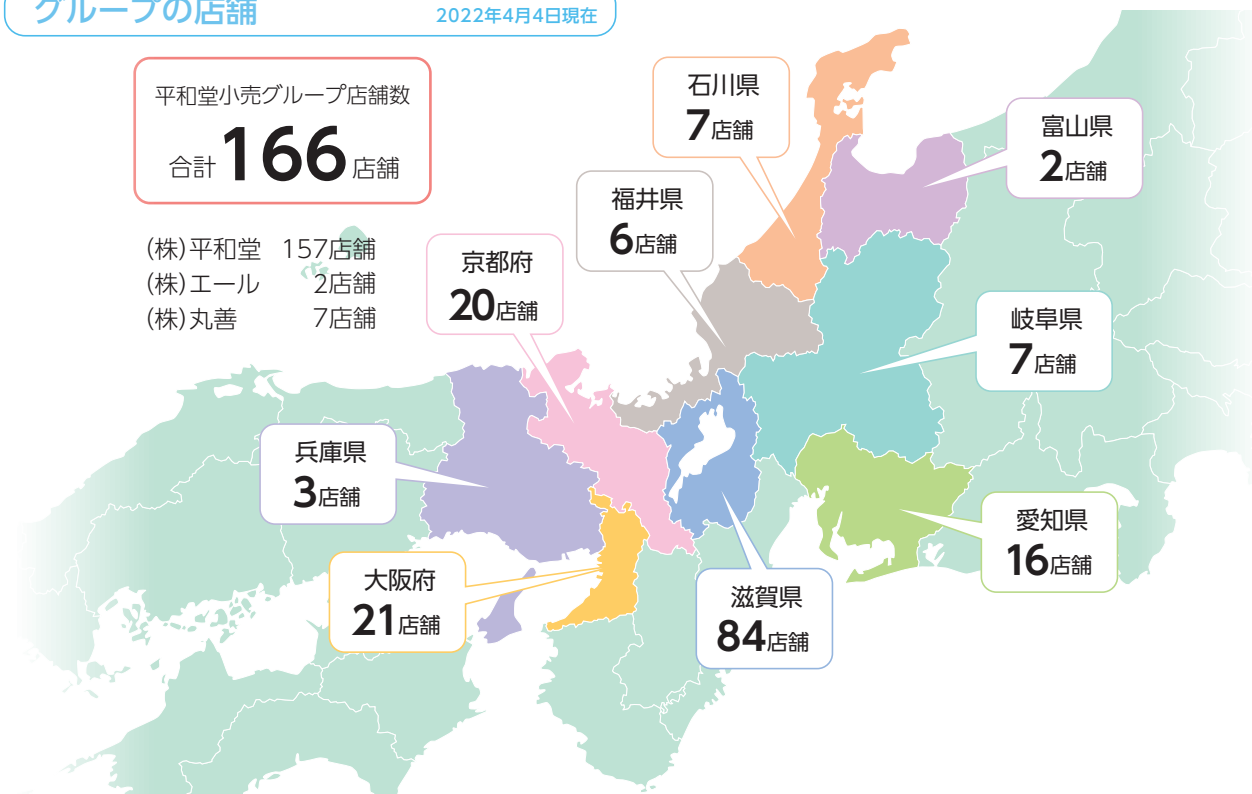 グループの店舗
2022年4月4日現在
平和堂小売グループ店舗数
合計166店舗
(株)平和堂 157店舗
(株)エール 2店舗
(株)丸善 7店舗
石川県
7店舗
富山県
2店舗
福井県
6店舗
京都府
20店舗
岐阜県
7店舗
兵庫県
3店舗
愛知県
16店舗
大阪府
21店舗
滋賀県
84店舗